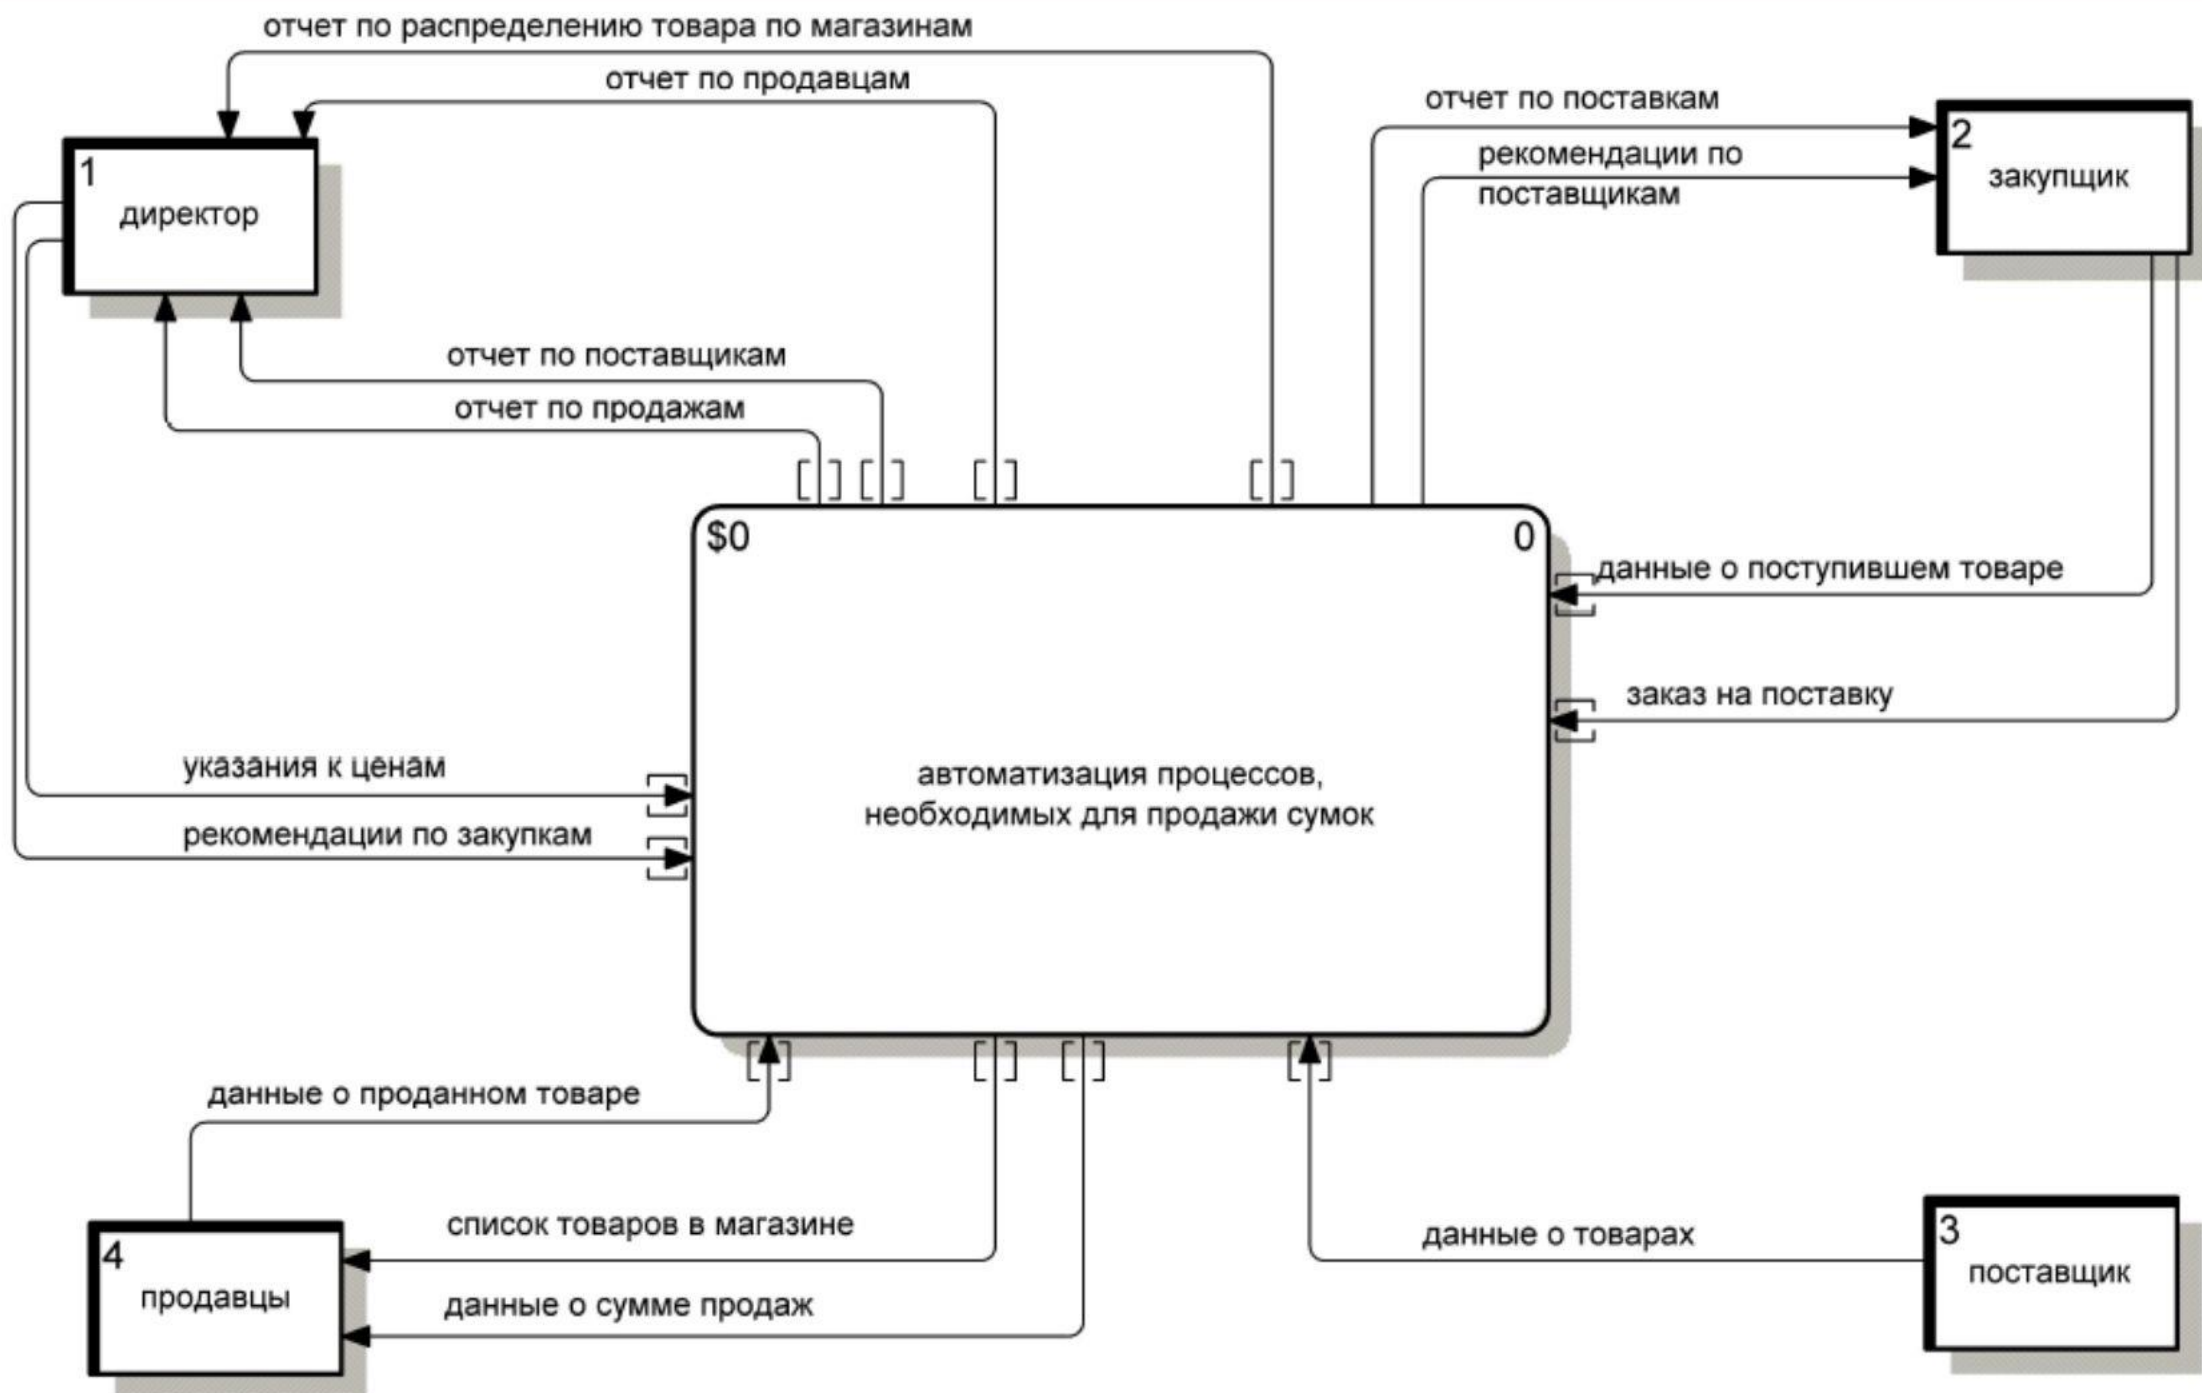 отчет по распределению товара по магазинам
отчет по продавцам
отчет по поставкам
рекомендации по
поставщикам
1
директор
2
закупщик
отчет по поставщикам
отчет по продажам
$0
0
данные о поступившем товаре
заказ на поставку
указания к ценам
рекомендации по закупкам
автоматизация процессов,
необходимых для продажи сумок
данные о проданном товаре
список товаров в магазине
данные о сумме продаж
4
продавцы
данные о товарах
3
поставщик